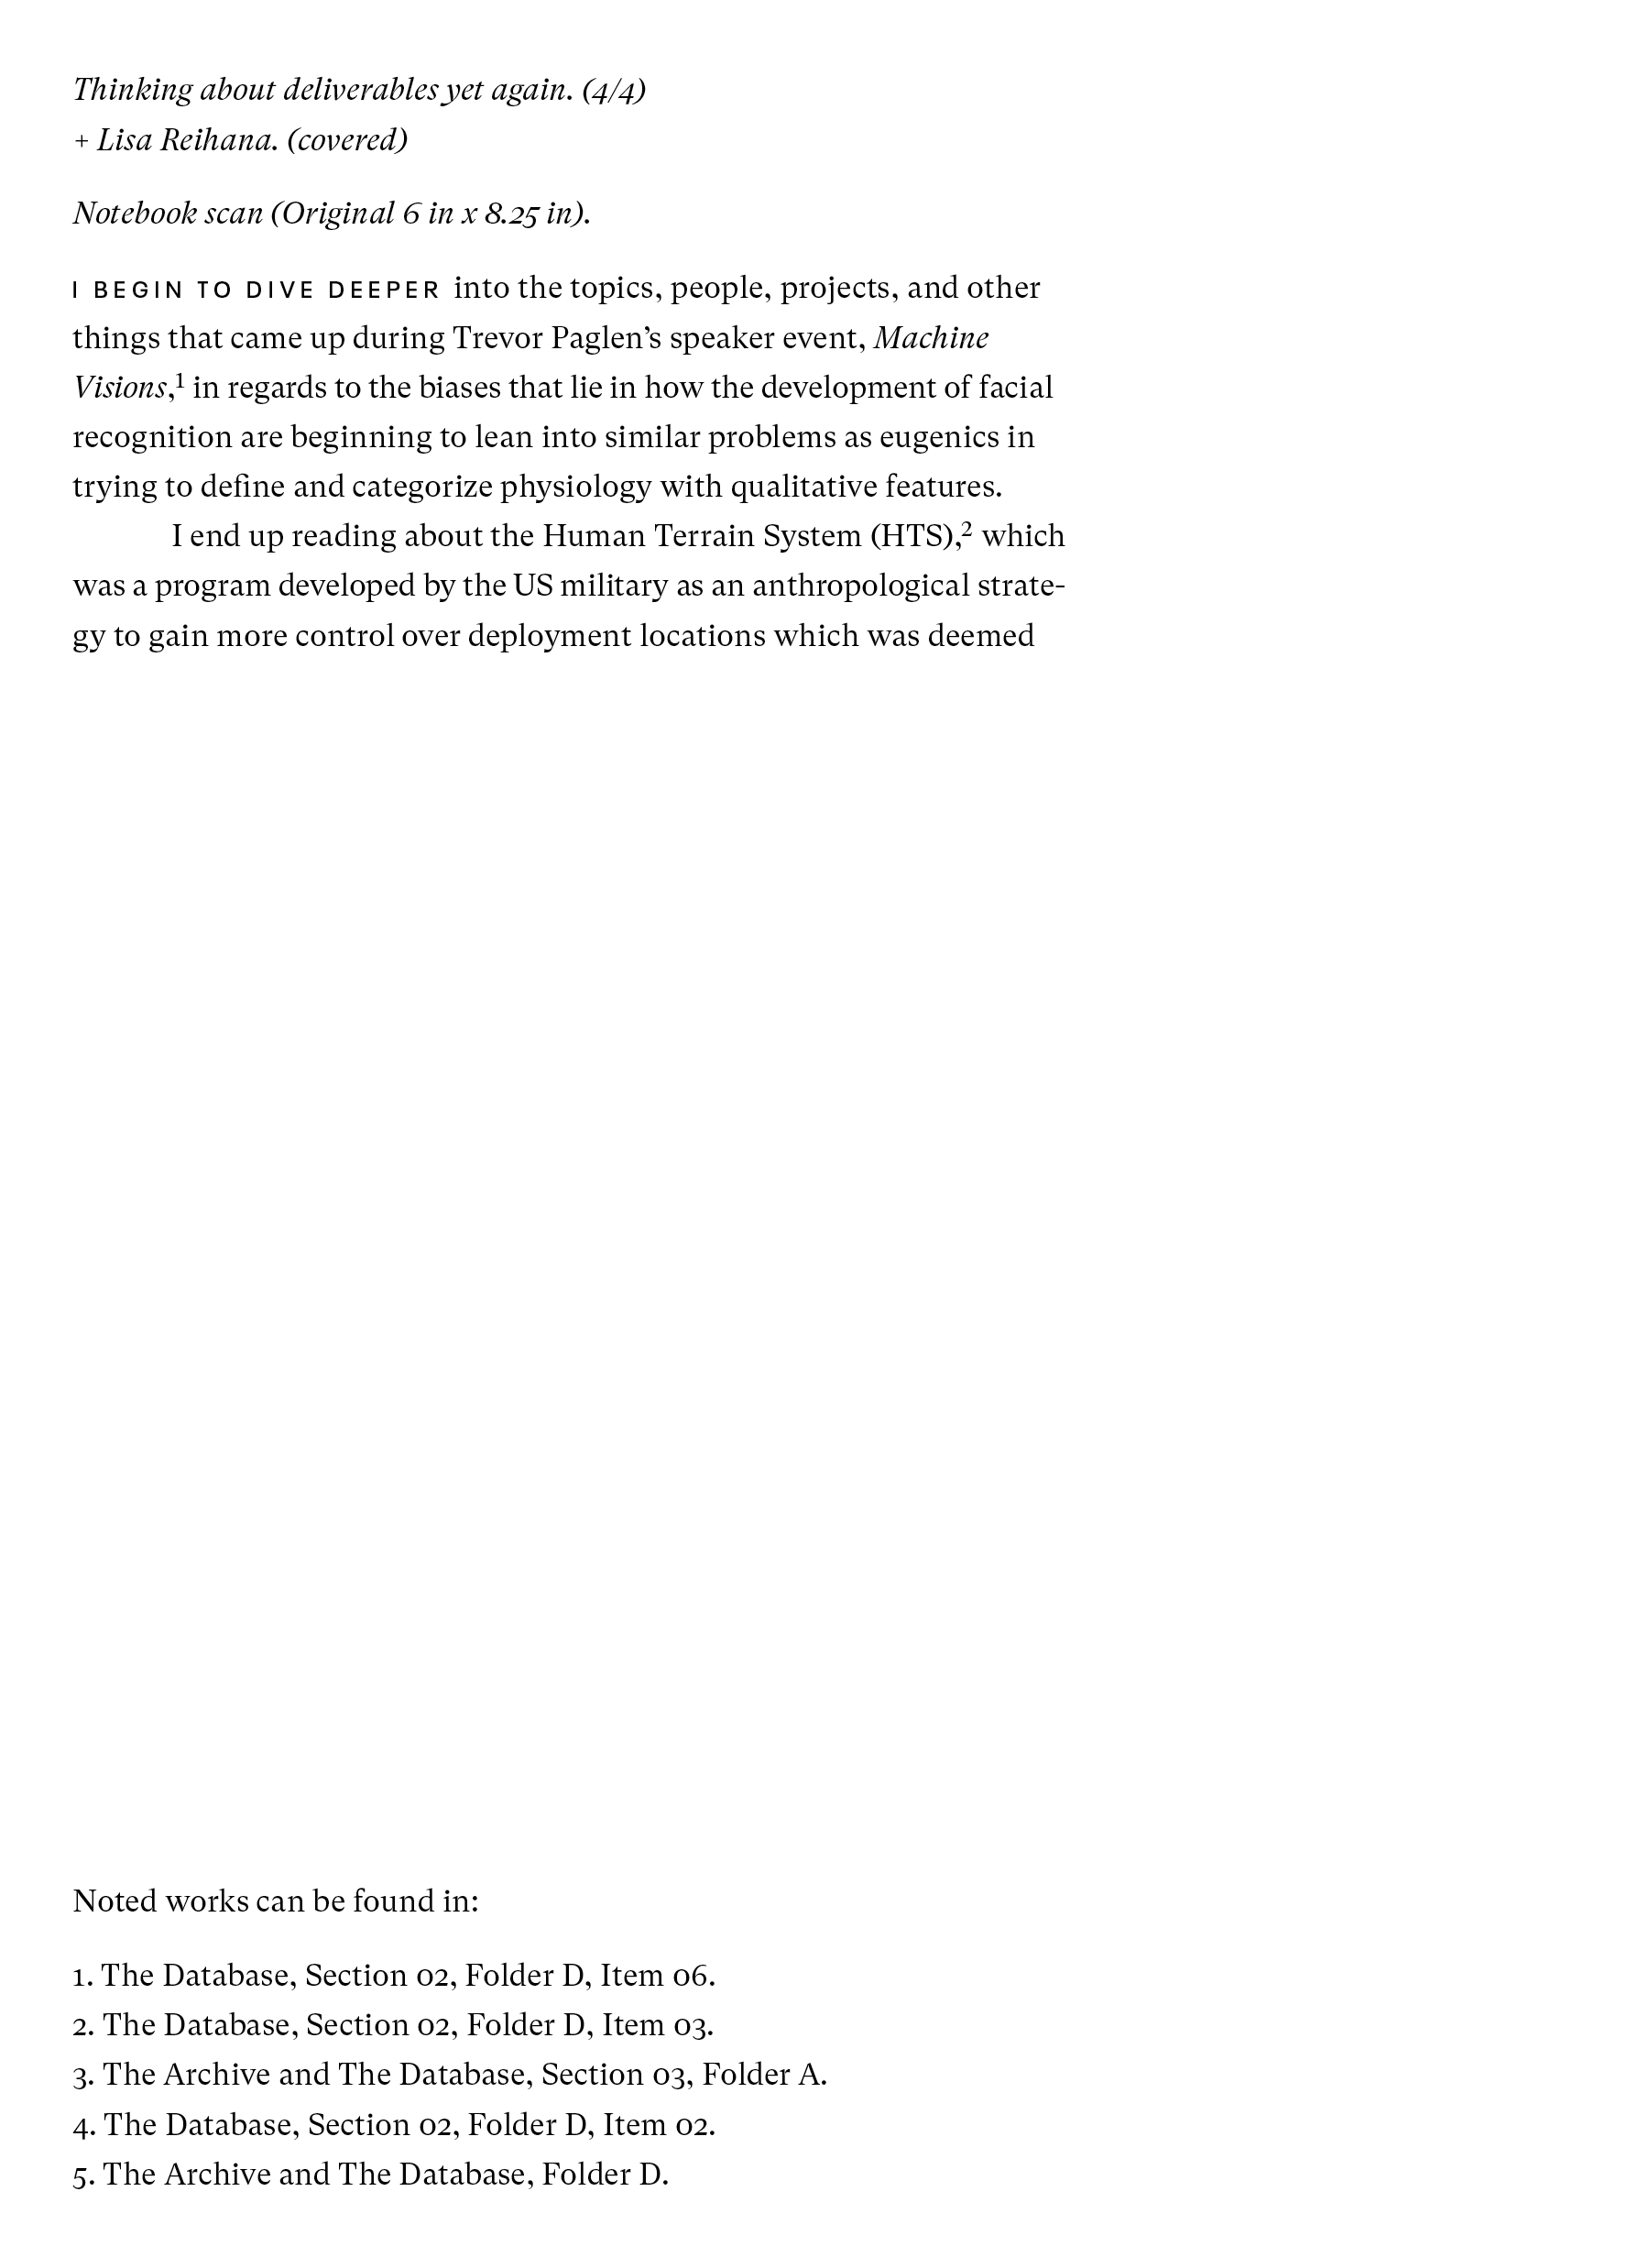 Thinking about deliverables yet again. (4/4)
+ Lisa Reihana. (covered)
Notebook scan (Original 6 in x 8.25 in).
I BEGIN TO DIVE DEEPER into the topics, people, projects, and other
things that came up during Trevor Paglen’s speaker event, Machine
Visions,¹ in regards to the biases that lie in how the development of facial
recognition are beginning to lean into similar problems as eugenics in
trying to define and categorize physiology with qualitative features.
I end up reading about the Human Terrain System (HTS),² which
was a program developed by the US military as an anthropological strate-
gy to gain more control over deployment locations which was deemed
Noted works can be found in:
1. The Database, Section 02, Folder D, Item 06.
2. The Database, Section 02, Folder D, Item 03.
3. The Archive and The Database, Section 03, Folder A.
4. The Database, Section 02, Folder D, Item 02.
5. The Archive and The Database, Folder D.